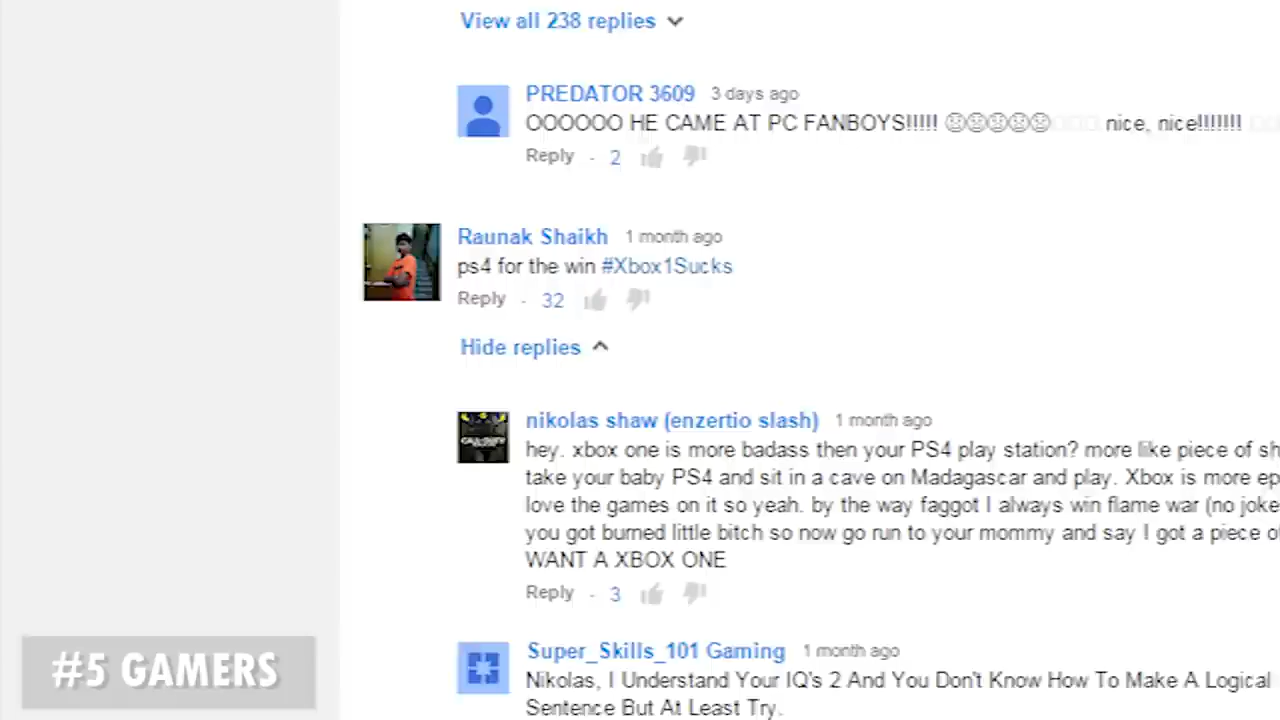 View all 238 replies
PREDATOR 3609 3 days ago
OOOOOO HE CAME AT PC FANBOYS!!!!! nice, nice!!!!!!!
Reply · 2
Raunak Shaikh 1 month ago
ps4 for the win #Xbox1Sucks
Reply · 32
Hide replies
nikolas shaw (enzertio slash) 1 month ago
hey. xbox one is more badass then your PS4 play station? more like piece of sh
take your baby PS4 and sit in a cave on Madagascar and play. Xbox is more ep
love the games on it so yeah. by the way faggot I always win flame war (no joke
you got burned little bitch so now go run to your mommy and say I got a piece of
WANT A XBOX ONE
Reply · 3
Super_Skills_101 Gaming 1 month ago
Nikolas, I Understand Your IQ's 2 And You Don't Know How To Make A Logical
Sentence But At Least Try.
#5 GAMERS